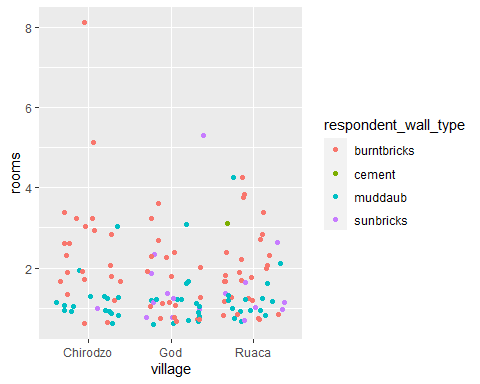 8
6
4
2
rooms
Chirodzo God Ruaca
village
respondent_wall_type
burntbricks
cement
muddaub
sunbricks